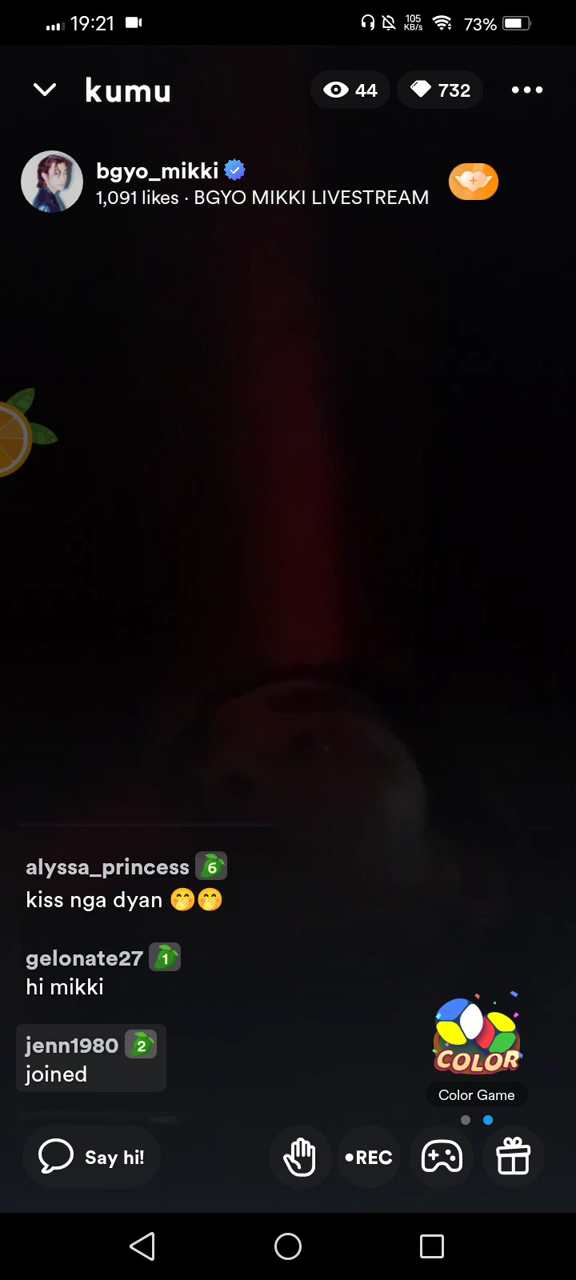 19:21
105
KB/s
73%
kumu
44
732
bgyo_mikki
1,091 likes · BGYO MIKKI LIVESTREAM
alyssa_princess 6
kiss nga dyan 🤭🤭
gelonate27 1
hi mikki
jenn1980 2
joined
COLOR
Color Game
Say hi!
•REC